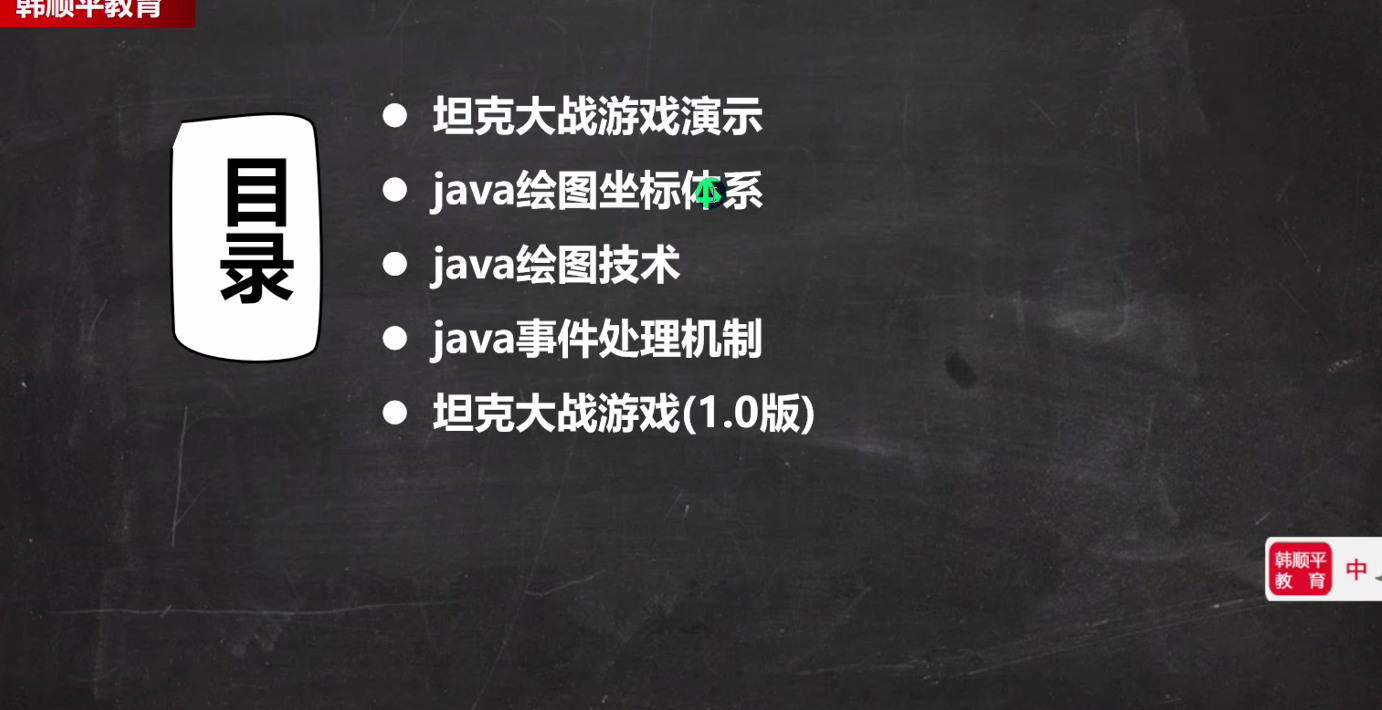 韩顺平教育
目录
坦克大战游戏演示
java绘图坐标体系
java绘图技术
java事件处理机制
坦克大战游戏(1.0版)
韩顺平
教 育
中